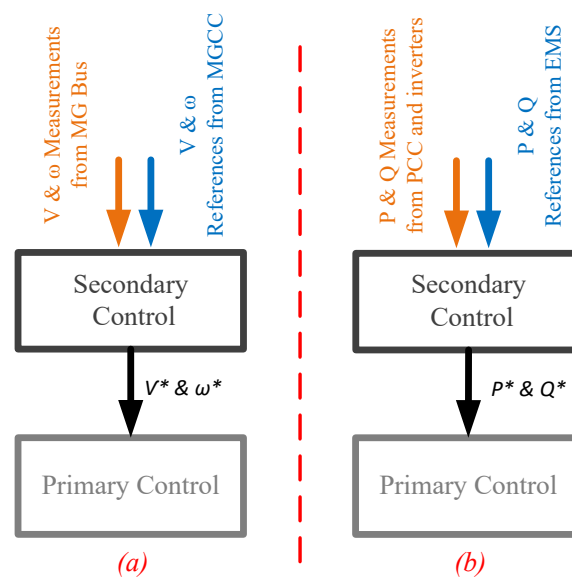 V & ω Measurements
from MG Bus
V & ω
References from MGCC
Secondary
Control
V* & ω*
Primary Control
(a)
P & Q Measurements
from PCC and inverters
P & Q
References from EMS
Secondary
Control
P* & Q*
Primary Control
(b)